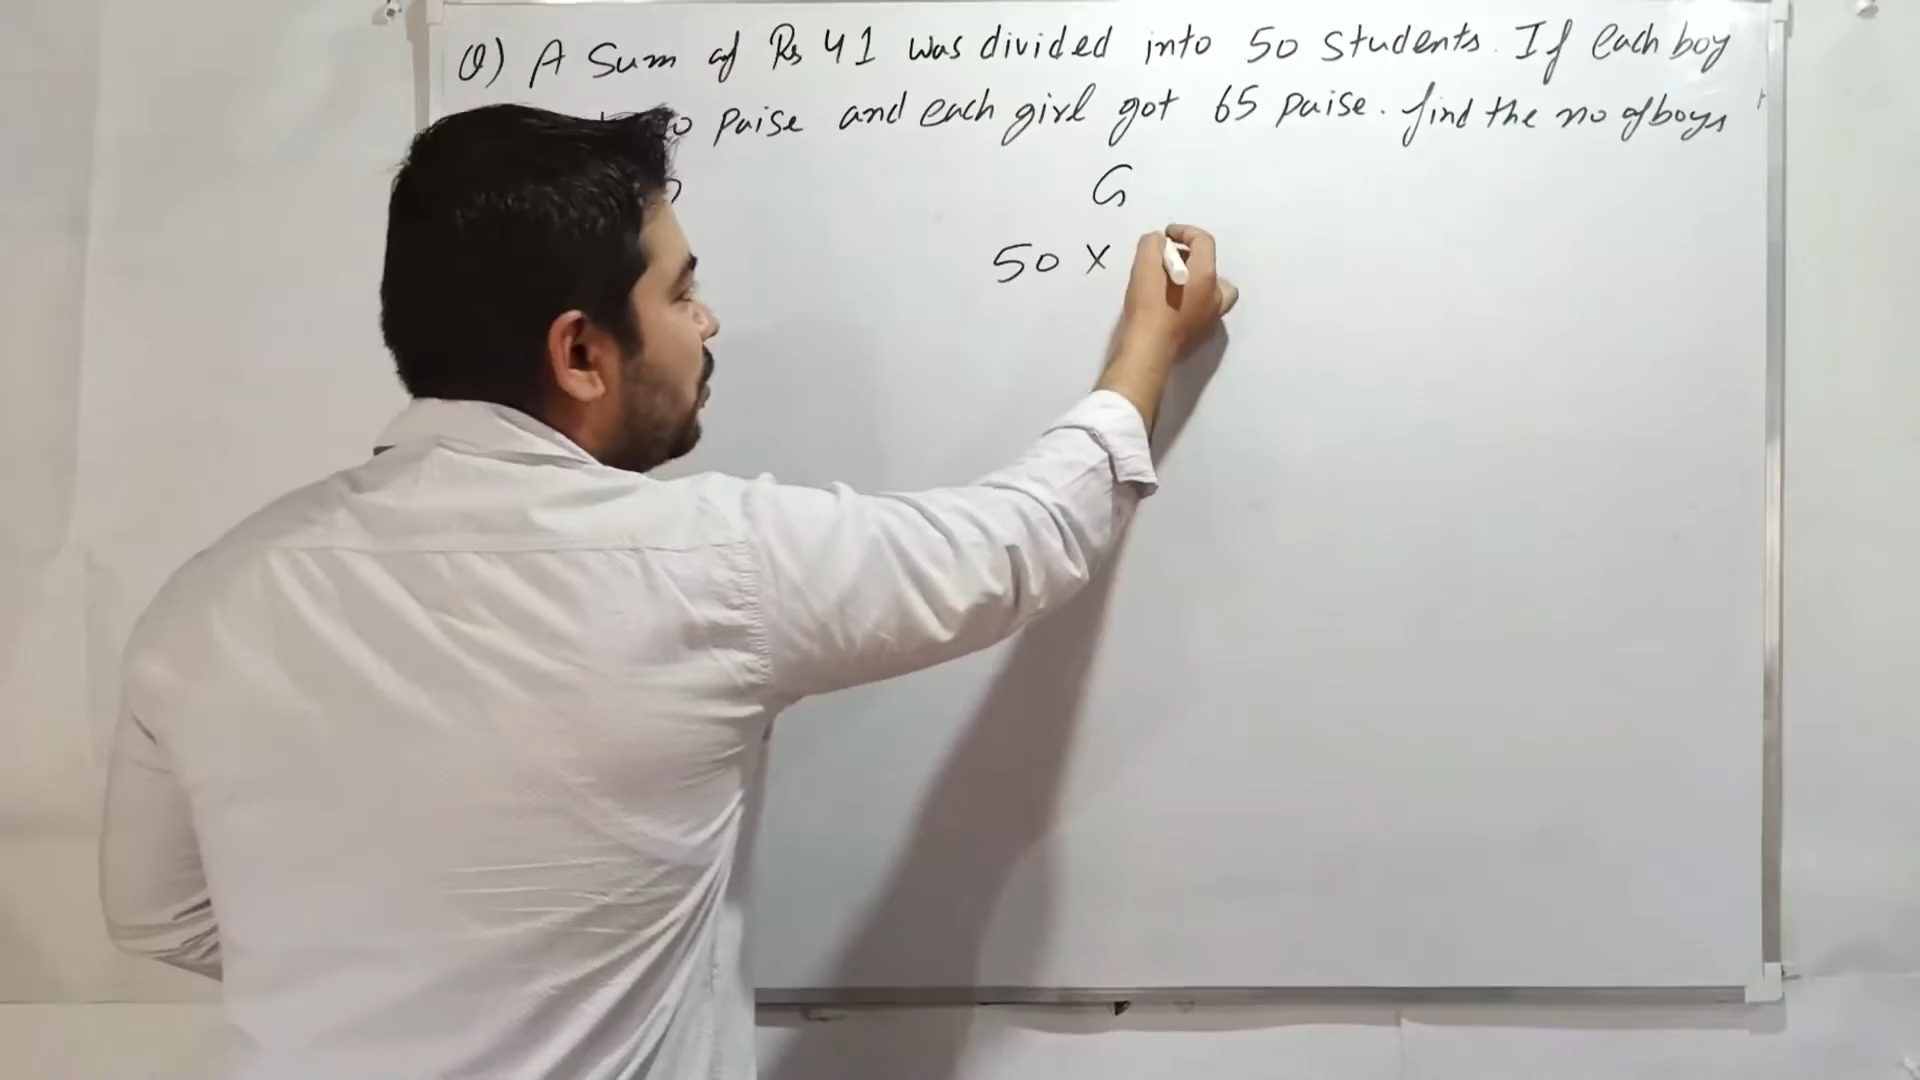 Q) A Sum of Rs 41 was divided into 50 Students. If Each boy
paise and each girl got 65 paise. find the no of boys
G
50 ×